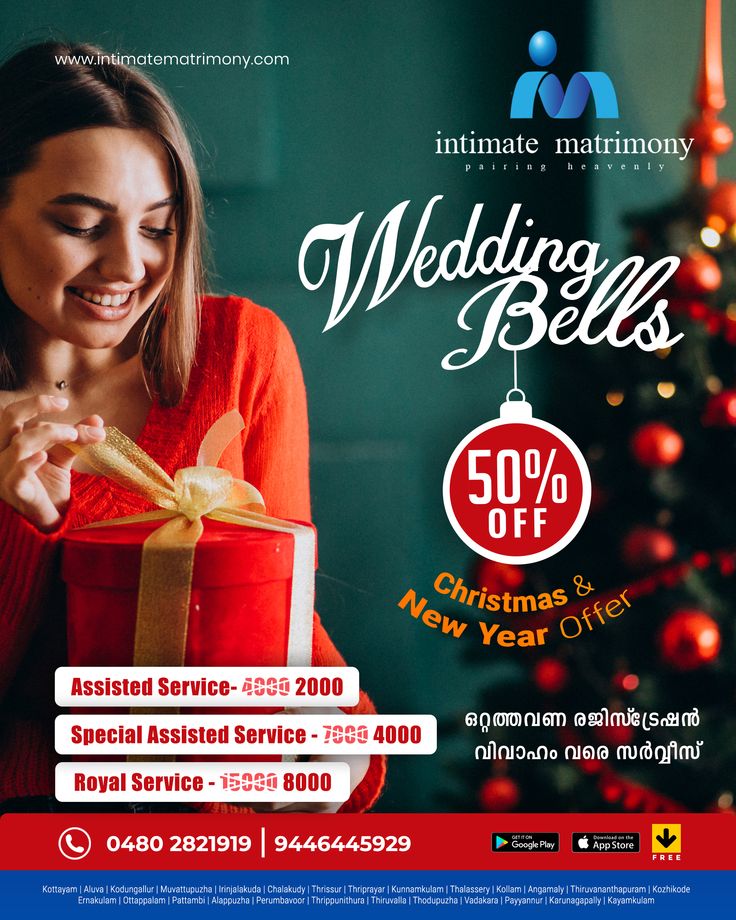 www.intimatematrimony.com
intimate matrimony
pairing heavenly
Wedding
Bells
50%
OFF
Christmas &
New Year Offer
Assisted Service- 4000 2000
Special Assisted Service - 7000 4000
Royal Service - 15000 8000
ഒറ്റത്തവണ രജിസ്ട്രേഷൻ
വിവാഹം വരെ സർവ്വീസ്
0480 2821919 | 9446445929
GET IT ON
Google Play
Download on the
App Store
FREE
Kottayam | Aluva | Kodungallur | Muvattupuzha | Irinjalakuda | Chalakudy | Thrissur | Thriprayar | Kunnamkulam | Thalassery | Kollam | Angamaly | Thiruvananthapuram | Kozhikode
Ernakulam | Ottappalam | Pattambi | Alappuzha | Perumbavoor | Thrippunithura | Thiruvalla | Thodupuzha | Vadakara | Payyannur | Karunagapally | Kayamkulam